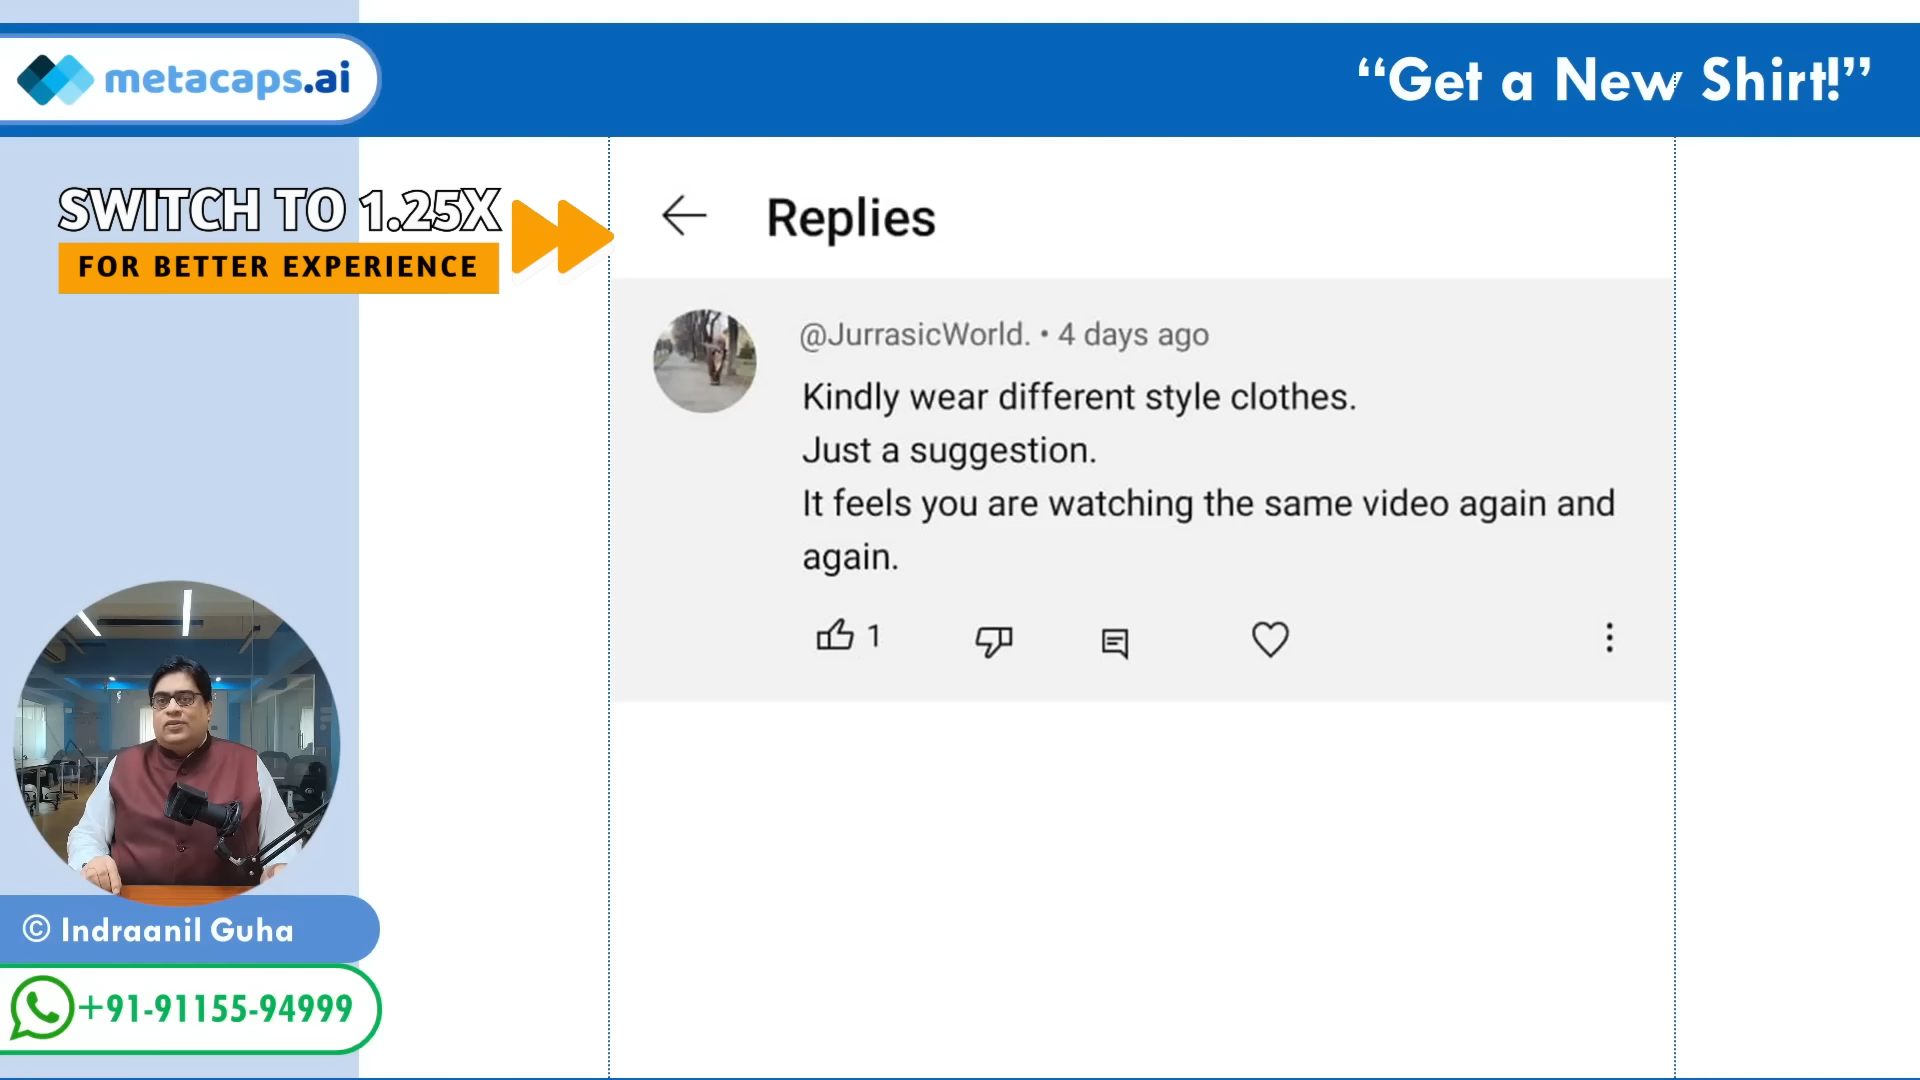 metacaps.ai
“Get a New Shirt!”
SWITCH TO 1.25X
FOR BETTER EXPERIENCE
Replies
@JurrasicWorld. • 4 days ago
Kindly wear different style clothes.
Just a suggestion.
It feels you are watching the same video again and
again.
1
© Indraanil Guha
+91-91155-94999